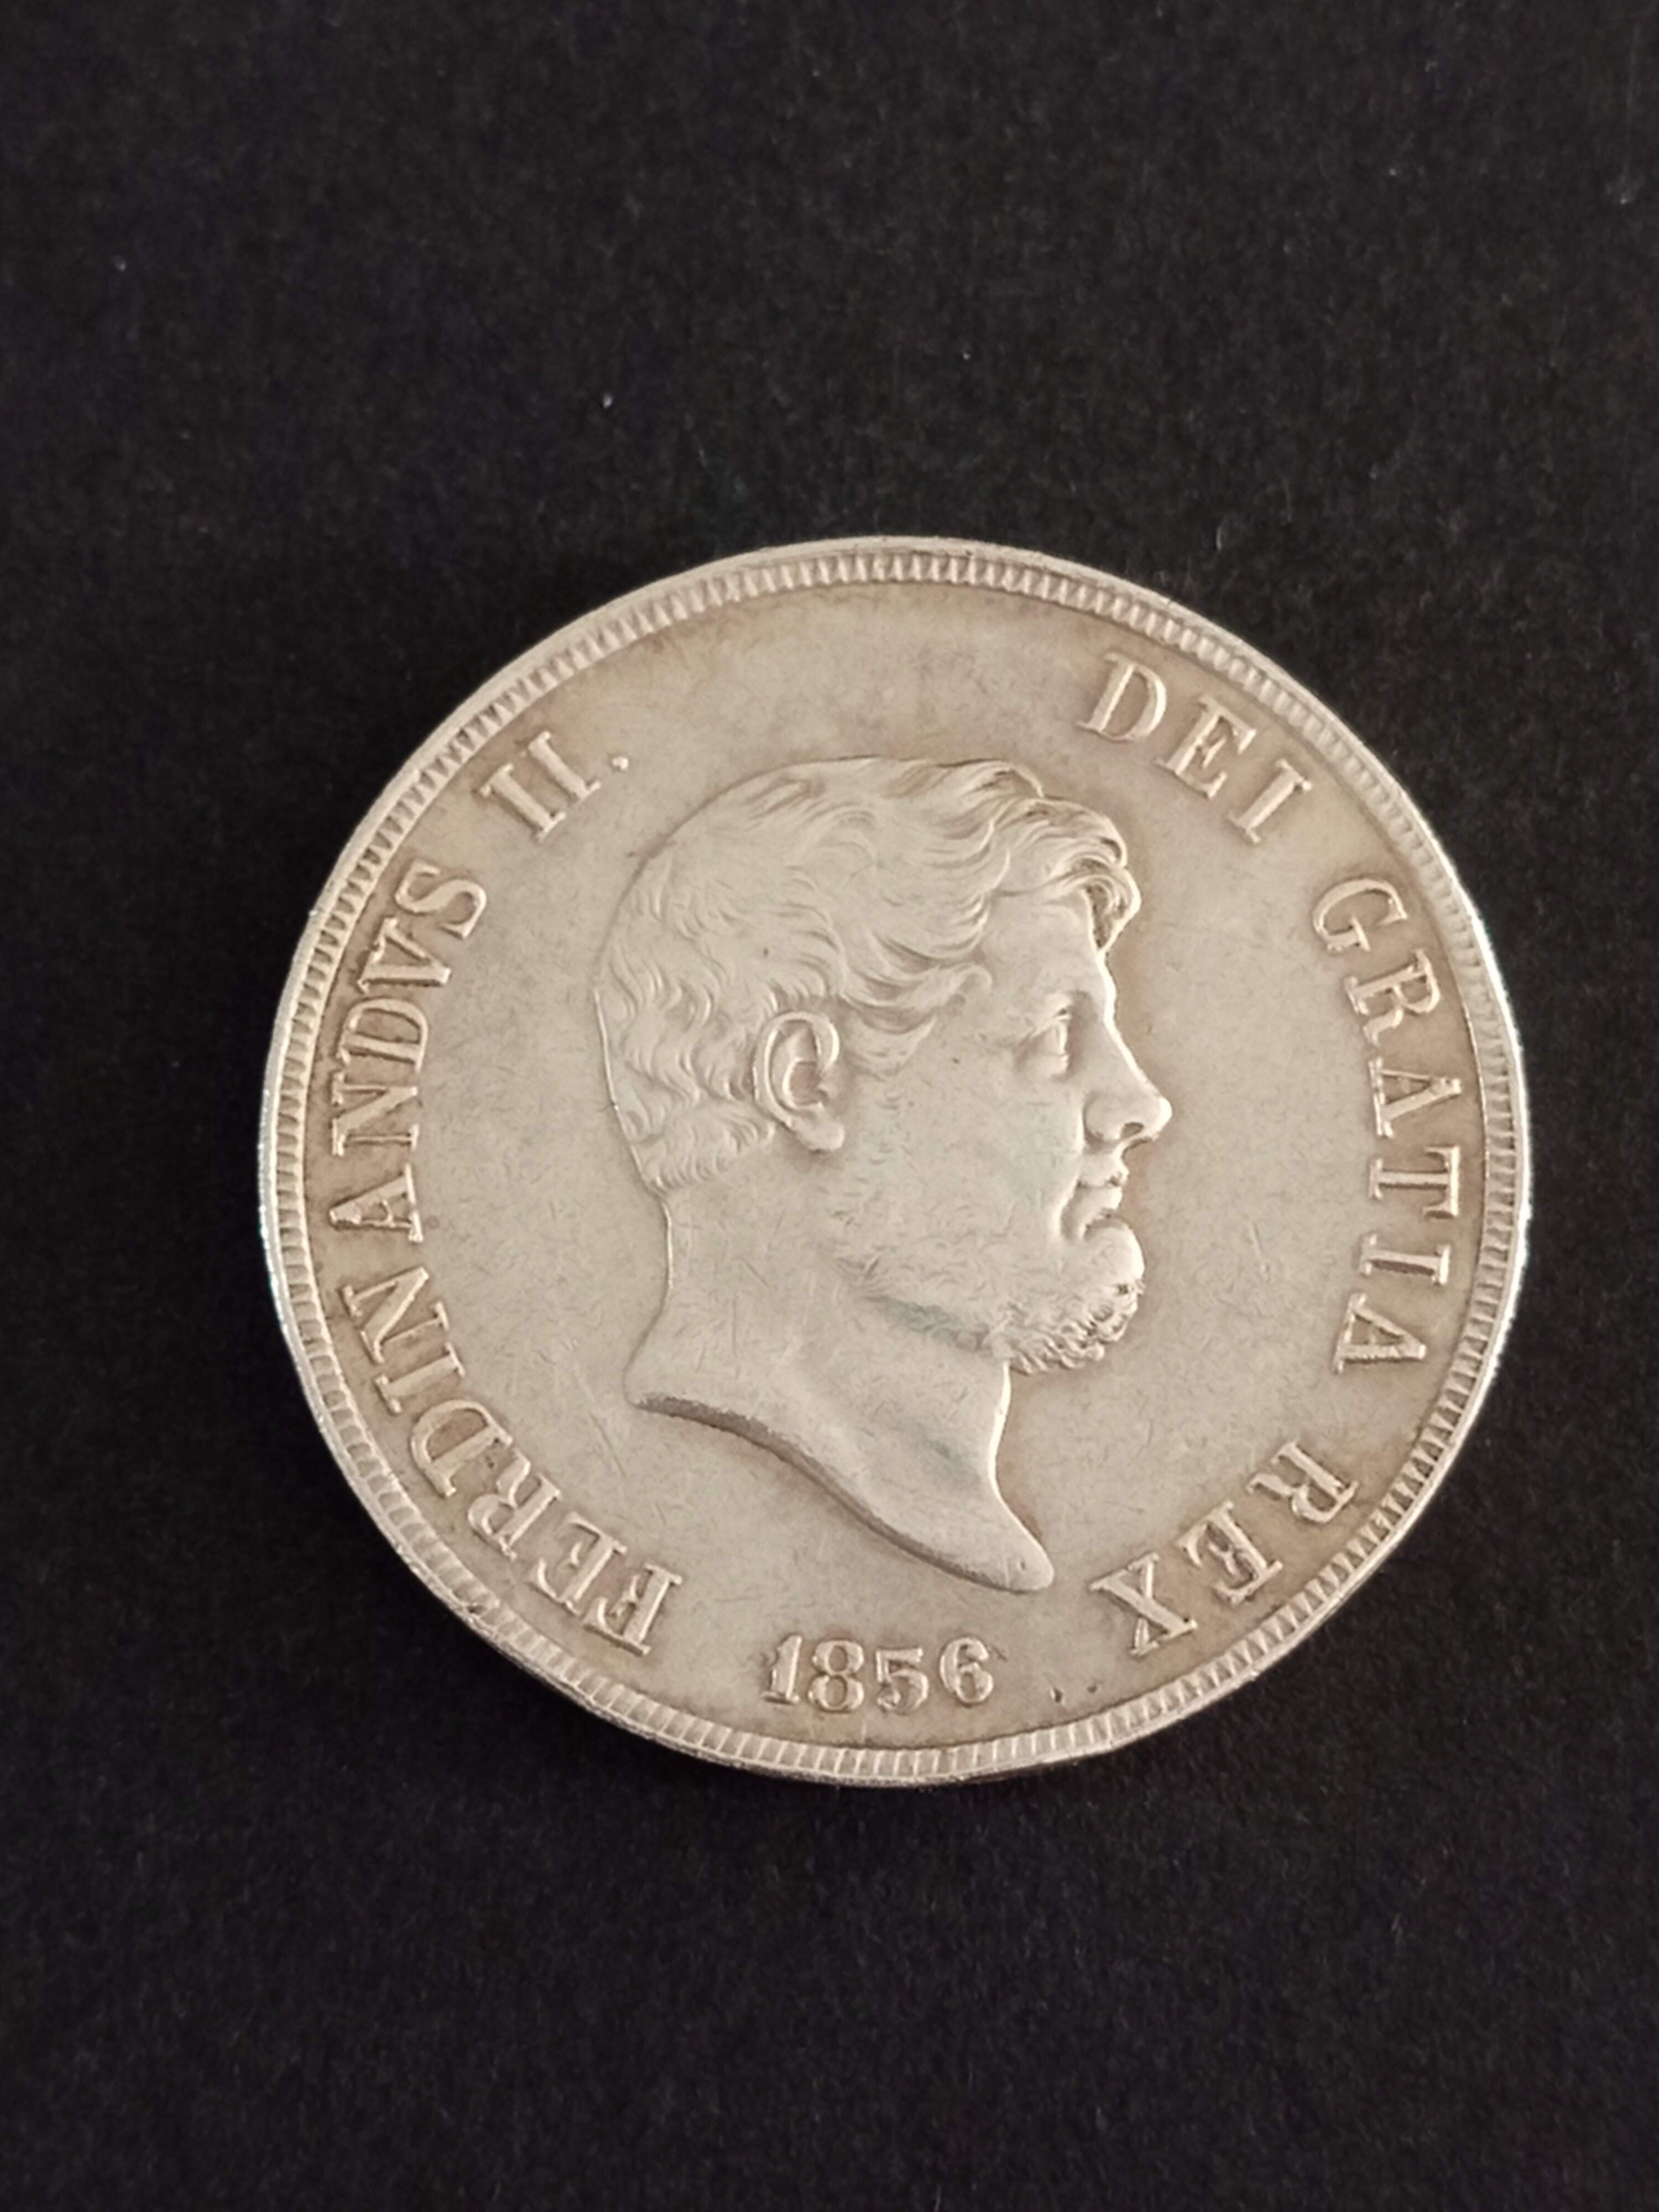 FERDINANDVS II. DEI GRATIA REX
1856